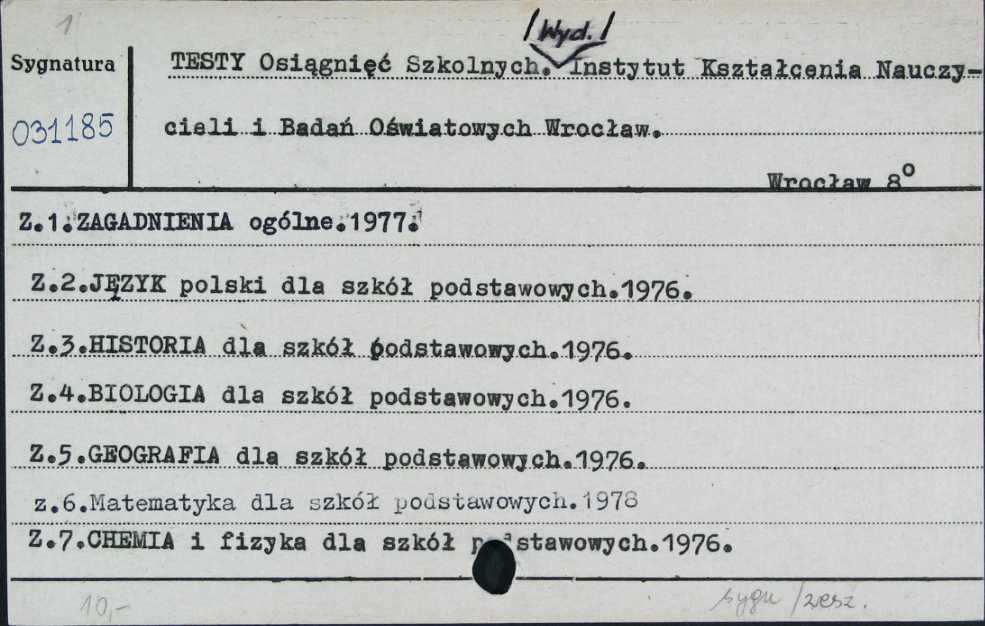 1
/Wyd./
Sygnatura
TESTY Osiągnięć Szkolnych. Instytut Kształcenia Nauczy-
031185
cieli i Badań Oświatowych Wrocław.
Wrocław 8°
Z.1.ZAGADNIENIA ogólne.1977.
Z.2.JĘZYK polski dla szkół podstawowych.1976.
Z.3.HISTORIA dla szkół podstawowych.1976.
Z.4.BIOLOGIA dla szkół podstawowych.1976.
Z.5.GEOGRAFIA dla szkół podstawowych.1976.
z.6.Matematyka dla szkół podstawowych.1978
Z.7.CHEMIA i fizyka dla szkół podstawowych.1976.
10,-
sygn /zesz.